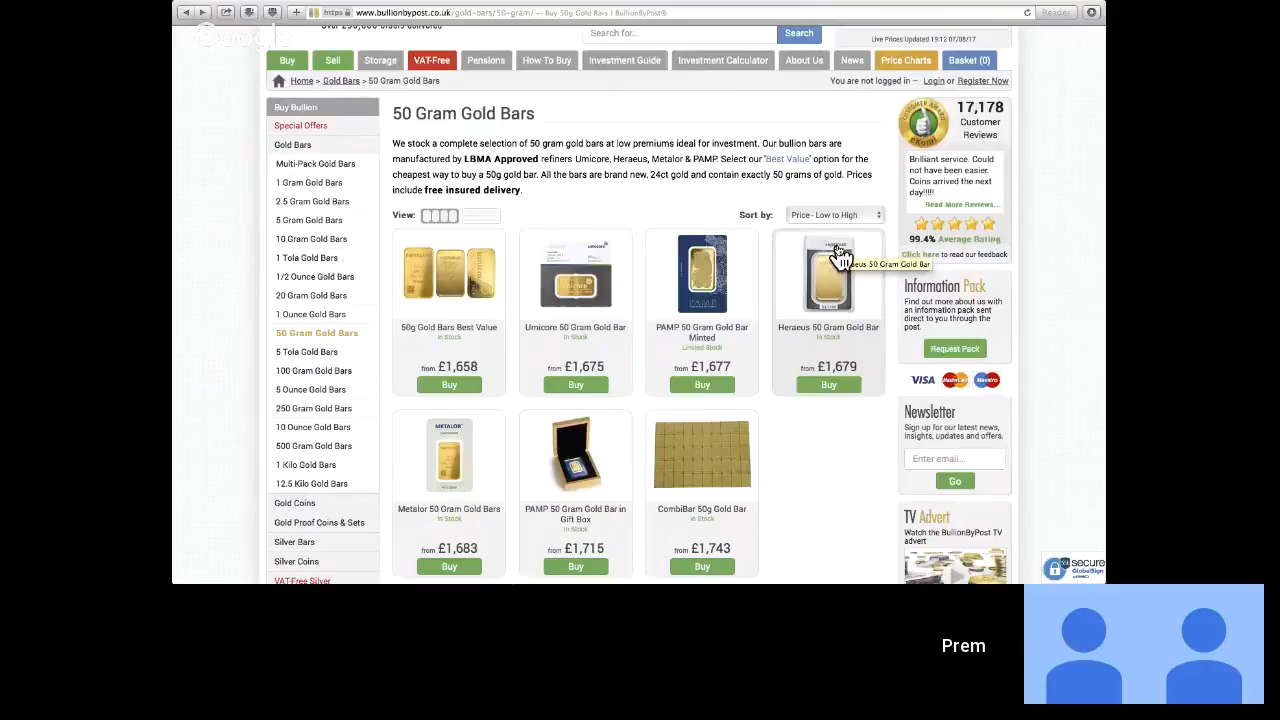 https www.bullionbypost.co.uk/gold-bars/50-gram/ — Buy 50g Gold Bars | BullionByPost®
Reader
Over 250,000 orders delivered
Search for...
Search
Live Prices Updated 19:12 07/08/17
Buy
Sell
Storage
VAT-Free
Pensions
How To Buy
Investment Guide
Investment Calculator
About Us
News
Price Charts
Basket (0)
Home > Gold Bars > 50 Gram Gold Bars
You are not logged in – Login or Register Now
Buy Bullion
Special Offers
Gold Bars
Multi-Pack Gold Bars
1 Gram Gold Bars
2.5 Gram Gold Bars
5 Gram Gold Bars
10 Gram Gold Bars
1 Tola Gold Bars
1/2 Ounce Gold Bars
20 Gram Gold Bars
1 Ounce Gold Bars
50 Gram Gold Bars
5 Tola Gold Bars
100 Gram Gold Bars
5 Ounce Gold Bars
250 Gram Gold Bars
10 Ounce Gold Bars
500 Gram Gold Bars
1 Kilo Gold Bars
12.5 Kilo Gold Bars
Gold Coins
Gold Proof Coins & Sets
Silver Bars
Silver Coins
VAT-Free Silver
50 Gram Gold Bars
We stock a complete selection of 50 gram gold bars at low premiums ideal for investment. Our bullion bars are
manufactured by LBMA Approved refiners Umicore, Heraeus, Metalor & PAMP. Select our 'Best Value' option for the
cheapest way to buy a 50g gold bar. All the bars are brand new, 24ct gold and contain exactly 50 grams of gold. Prices
include free insured delivery.
View:
Sort by:
Price - Low to High
50g Gold Bars Best Value
In Stock
from £1,658
Buy
umicore
Umicore 50 Gram Gold Bar
In Stock
from £1,675
Buy
PAMP
PAMP 50 Gram Gold Bar
Minted
Limited Stock
from £1,677
Buy
eus 50 Gram Gold Bar
Heraeus 50 Gram Gold Bar
In Stock
from £1,679
Buy
METALOR
Metalor 50 Gram Gold Bars
In Stock
from £1,683
Buy
PAMP 50 Gram Gold Bar in
Gift Box
In Stock
from £1,715
Buy
CombiBar 50g Gold Bar
In Stock
from £1,743
Buy
CUSTOMER AWARD
eKomi
17,178
Customer
Reviews
Brilliant service. Could
not have been easier.
Coins arrived the next
day!!!!!
Read More Reviews...
99.4% Average Rating
Click here to read our feedback
Information Pack
Find out more about us with
an information pack sent
direct to you through the
post.
Request Pack
VISA
MasterCard
Maestro
Newsletter
Sign up for our latest news,
insights, updates and offers.
Enter email...
Go
TV Advert
Watch the BullionByPost TV
advert
secure
GlobalSign
Prem